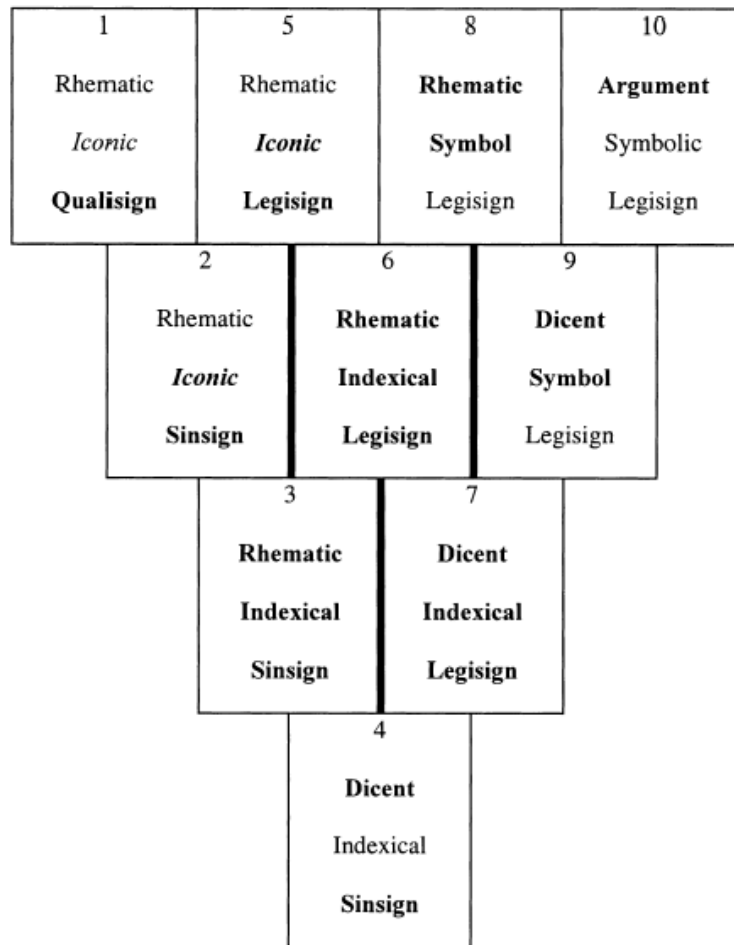 1
Rhematic
Iconic
Qualisign
5
Rhematic
Iconic
Legisign
8
Rhematic
Symbol
Legisign
10
Argument
Symbolic
Legisign
2
Rhematic
Iconic
Sinsign
6
Rhematic
Indexical
Legisign
9
Dicent
Symbol
Legisign
3
Rhematic
Indexical
Sinsign
7
Dicent
Indexical
Legisign
4
Dicent
Indexical
Sinsign